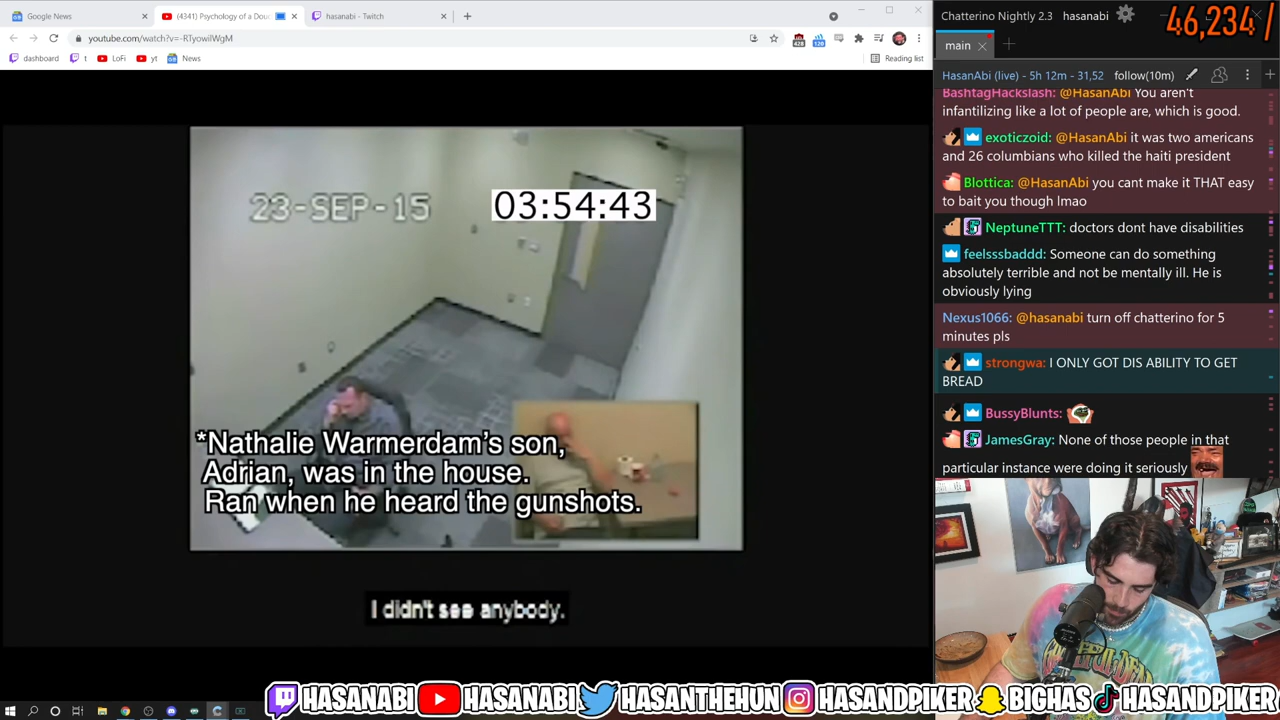 Google News
(4341) Psychology of a Dou
hasanabi - Twitch
youtube.com/watch?v=-RTyowilWgM
dashboard
t
LoFi
yt
News
Reading list
23-SEP-15
03:54:43
*Nathalie Warmerdam's son,
Adrian, was in the house.
Ran when he heard the gunshots.
I didn't see anybody.
Chatterino Nightly 2.3 hasanabi
46,234 /
main
HasanAbi (live) - 5h 12m - 31,52 follow(10m)
BashtagHackslash: @HasanAbi You aren't
infantilizing like a lot of people are, which is good.
exoticzoid: @HasanAbi it was two americans
and 26 columbians who killed the haiti president
Blottica: @HasanAbi you cant make it THAT easy
to bait you though lmao
NeptuneTTT: doctors dont have disabilities
feelsssbaddd: Someone can do something
absolutely terrible and not be mentally ill. He is
obviously lying
Nexus1066: @hasanabi turn off chatterino for 5
minutes pls
strongwa: I ONLY GOT DIS ABILITY TO GET
BREAD
BussyBlunts:
JamesGray: None of those people in that
particular instance were doing it seriously
HASANABI HASANABI HASANTHEHUN HASANDPIKER BIGHAS HASANDPIKER